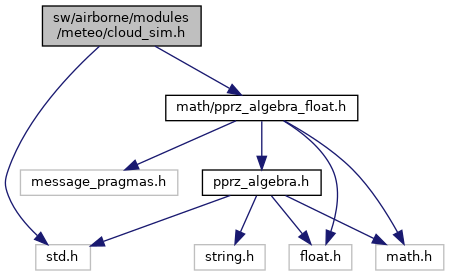 sw/airborne/modules
/meteo/cloud_sim.h
math/pprz_algebra_float.h
message_pragmas.h
pprz_algebra.h
std.h
string.h
float.h
math.h